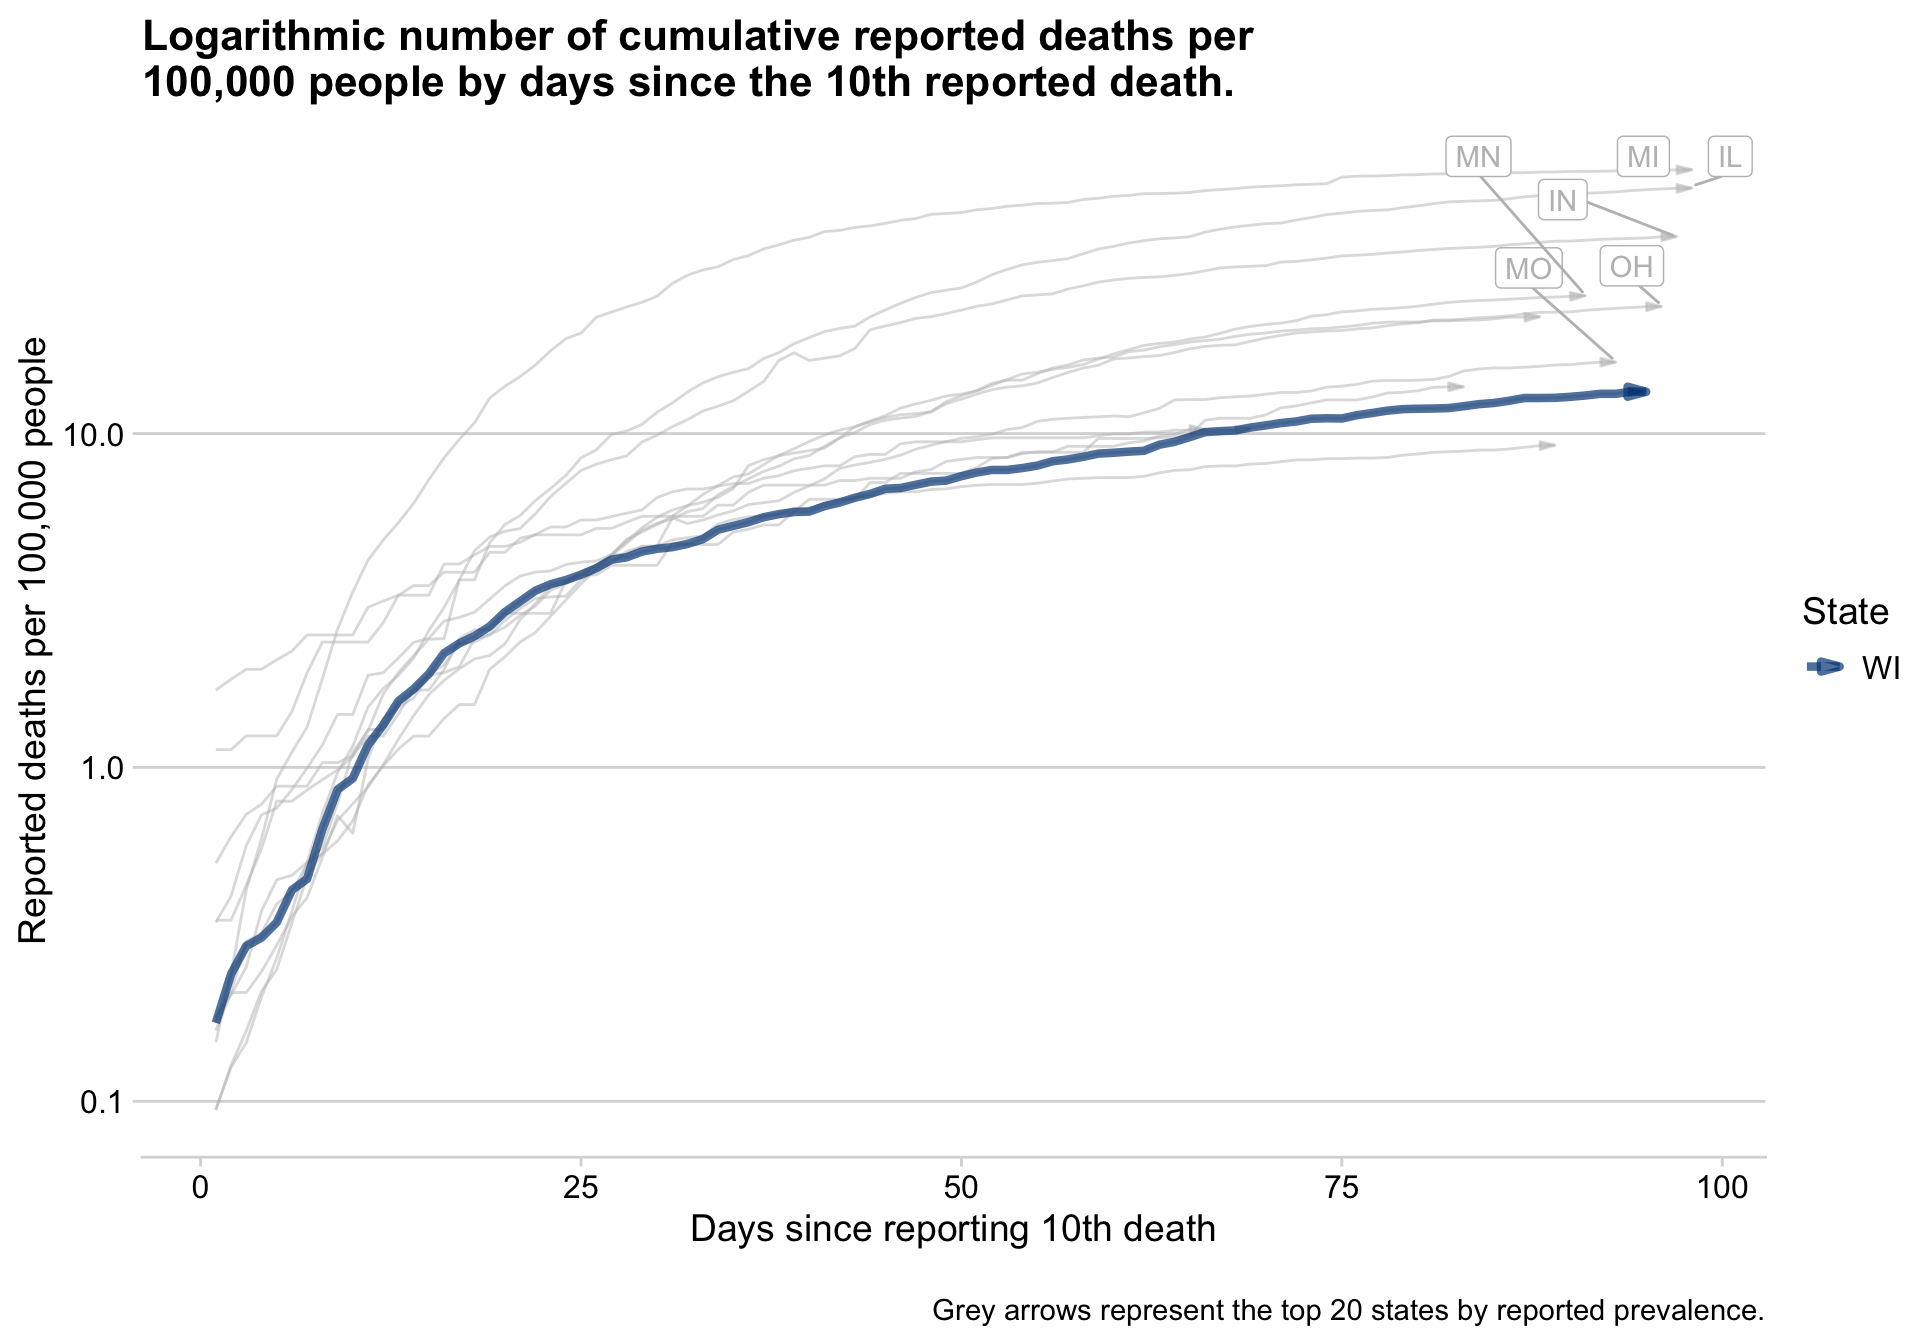 Logarithmic number of cumulative reported deaths per
100,000 people by days since the 10th reported death.
MN
MI
IL
IN
MO
OH
Reported deaths per 100,000 people
10.0
1.0
0.1
State
WI
0
25
50
75
100
Days since reporting 10th death
Grey arrows represent the top 20 states by reported prevalence.